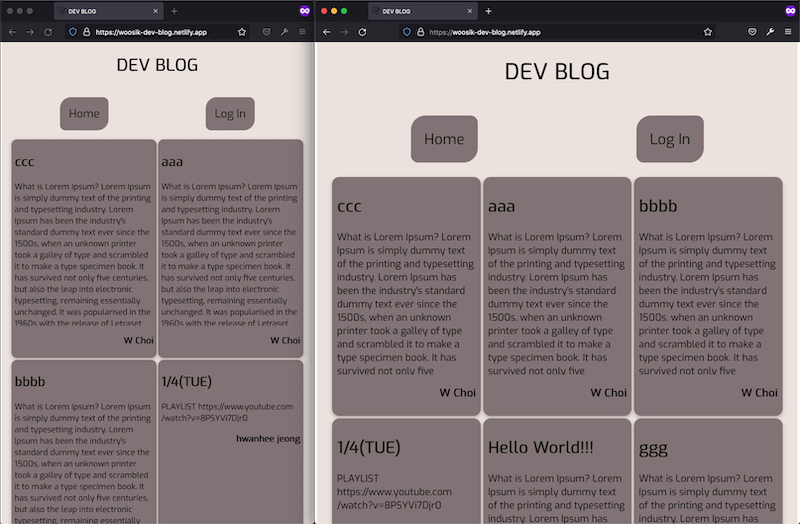 DEV BLOG
https://woosik-dev-blog.netlify.app
DEV BLOG
Home
Log In
ccc
What is Lorem Ipsum? Lorem Ipsum
is simply dummy text of the printing
and typesetting industry. Lorem
Ipsum has been the industry's
standard dummy text ever since the
1500s, when an unknown printer
took a galley of type and scrambled
it to make a type specimen book. It
has survived not only five centuries,
but also the leap into electronic
typesetting, remaining essentially
unchanged. It was popularised in the
1960s with the release of Letraset
W Choi
aaa
What is Lorem Ipsum? Lorem Ipsum
is simply dummy text of the printing
and typesetting industry. Lorem
Ipsum has been the industry's
standard dummy text ever since the
1500s, when an unknown printer
took a galley of type and scrambled
it to make a type specimen book. It
has survived not only five centuries,
but also the leap into electronic
typesetting, remaining essentially
unchanged. It was popularised in the
1960s with the release of Letraset
W Choi
bbbb
What is Lorem Ipsum? Lorem Ipsum
is simply dummy text of the printing
and typesetting industry. Lorem
Ipsum has been the industry's
standard dummy text ever since the
1500s, when an unknown printer
took a galley of type and scrambled
it to make a type specimen book. It
has survived not only five centuries,
but also the leap into electronic
1/4(TUE)
PLAYLIST https://www.youtube.com
/watch?v=8PSYVi7Djr0
hwanhee jeong
DEV BLOG
https://woosik-dev-blog.netlify.app
DEV BLOG
Home
Log In
ccc
What is Lorem Ipsum? Lorem
Ipsum is simply dummy text
of the printing and typesetting
industry. Lorem Ipsum has
been the industry's standard
dummy text ever since the
1500s, when an unknown
printer took a galley of type
and scrambled it to make a
type specimen book. It has
survived not only five
W Choi
aaa
What is Lorem Ipsum? Lorem
Ipsum is simply dummy text
of the printing and typesetting
industry. Lorem Ipsum has
been the industry's standard
dummy text ever since the
1500s, when an unknown
printer took a galley of type
and scrambled it to make a
type specimen book. It has
survived not only five
W Choi
bbbb
What is Lorem Ipsum? Lorem
Ipsum is simply dummy text
of the printing and typesetting
industry. Lorem Ipsum has
been the industry's standard
dummy text ever since the
1500s, when an unknown
printer took a galley of type
and scrambled it to make a
type specimen book. It has
survived not only five
W Choi
1/4(TUE)
PLAYLIST
https://www.youtube.com
/watch?v=8PSYVi7Djr0
Hello World!!!
What is Lorem Ipsum? Lorem
Ipsum is simply dummy text
of the printing and typesetting
industry. Lorem Ipsum has
ggg
What is Lorem Ipsum? Lorem
Ipsum is simply dummy text
of the printing and typesetting
industry. Lorem Ipsum has